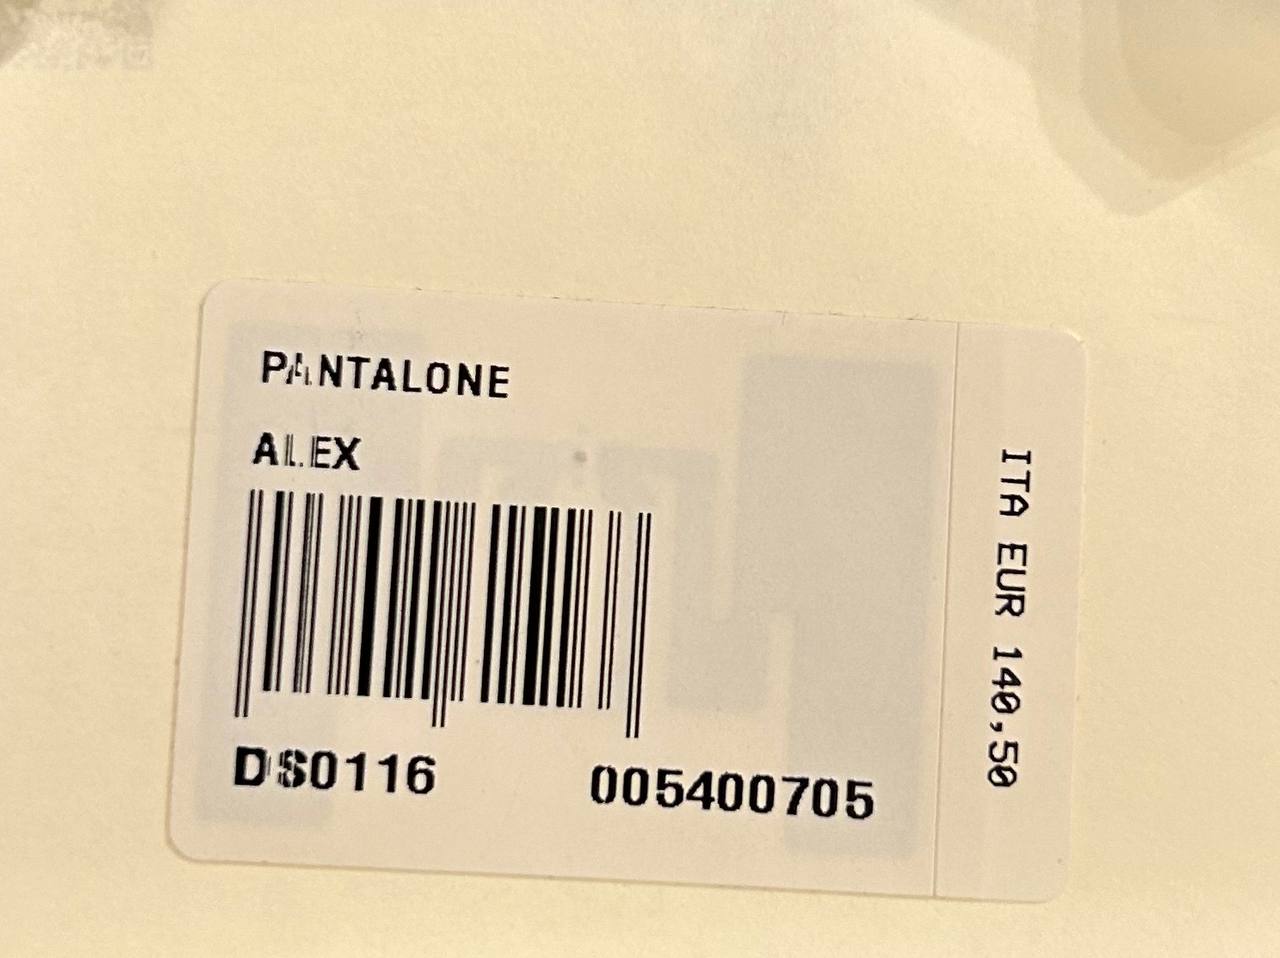 PANTALONE
ALEX
DS0116 005400705
ITA EUR 140,50